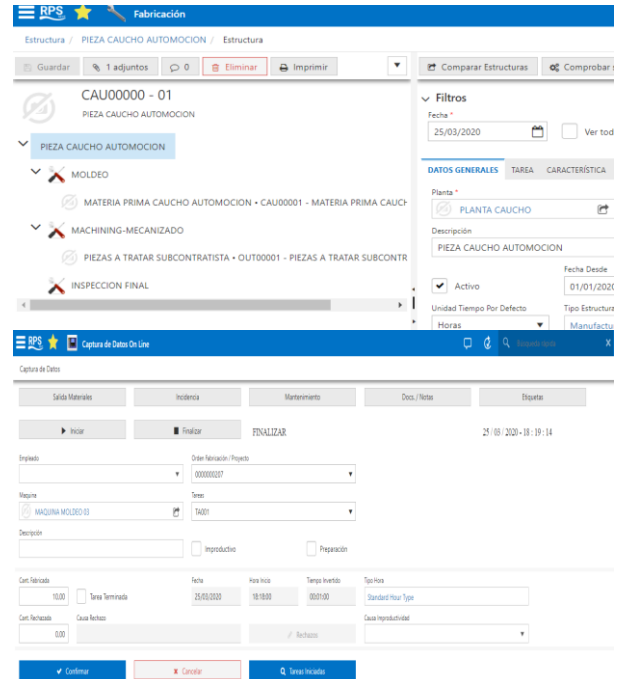 RPS Fabricación
Estructura / PIEZA CAUCHO AUTOMOCION / Estructura
Guardar 1 adjuntos 0 Eliminar Imprimir
Comparar Estructuras Comprobar
CAU00000 - 01
PIEZA CAUCHO AUTOMOCION
PIEZA CAUCHO AUTOMOCION
MOLDEO
MATERIA PRIMA CAUCHO AUTOMOCION • CAU00001 - MATERIA PRIMA CAUCH
MACHINING-MECANIZADO
PIEZAS A TRATAR SUBCONTRATISTA • OUT00001 - PIEZAS A TRATAR SUBCONTR
INSPECCION FINAL
Filtros
Fecha *
25/03/2020 Ver tod
DATOS GENERALES TAREA CARACTERÍSTICA
Planta *
PLANTA CAUCHO
Descripción
PIEZA CAUCHO AUTOMOCION
Fecha Desde
Activo 01/01/2020
Unidad Tiempo Por Defecto Tipo Estructura
Horas Manufactu
RPS Captura de Datos On Line Búsqueda rápida X
Captura de Datos
Salida Materiales Incidencia Mantenimiento Docs. / Notas Etiquetas
Iniciar Finalizar FINALIZAR 25 / 03 / 2020 - 18 : 19 : 14
Empleado Orden Fabricación / Proyecto
0000000207
Maquina Tareas
MAQUINA MOLDEO 03 TA001
Descripción
Improductivo Preparación
Cant. Fabricada Fecha Hora Inicio Tiempo Invertido Tipo Hora
10,00 Tarea Terminada 25/03/2020 18:18:00 00:01:00 Standard Hour Type
Cant. Rechazada Causa Rechazo Causa Improductividad
0,00 Rechazos
Confirmar Cancelar Tareas Iniciadas